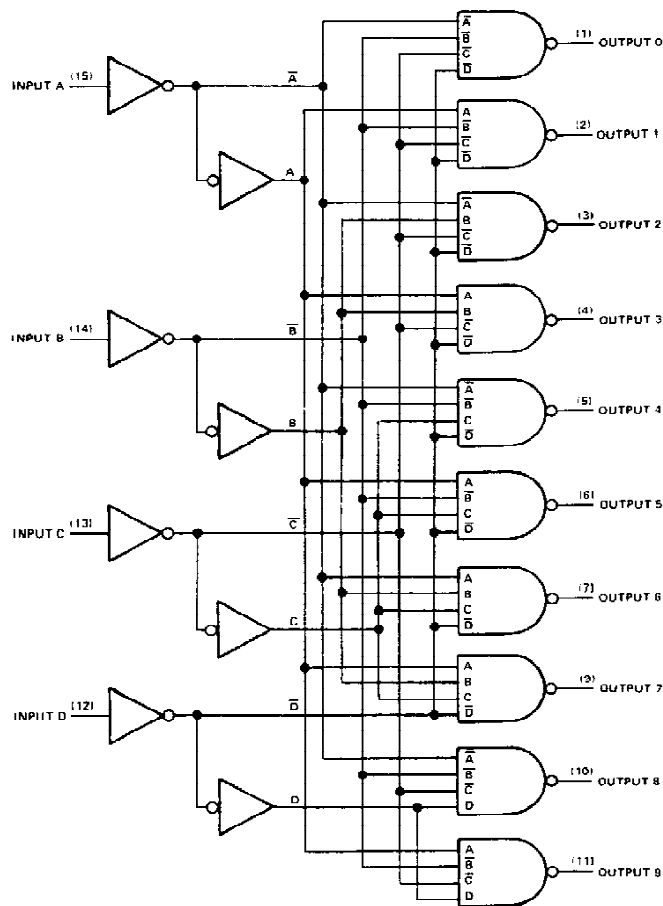 A̅
B̅
C̅
D̅
(1)
OUTPUT 0
INPUT A
(15)
A̅
A
B̅
C̅
D̅
(2)
OUTPUT 1
A
A̅
B
C̅
D̅
(3)
OUTPUT 2
A
B
C̅
D̅
(4)
OUTPUT 3
INPUT B
(14)
B̅
A̅
B̅
C
D̅
(5)
OUTPUT 4
B
A
B̅
C
D̅
(6)
OUTPUT 5
INPUT C
(13)
C̅
A̅
B
C
D̅
(7)
OUTPUT 6
C
A
B
C
D̅
(9)
OUTPUT 7
INPUT D
(12)
D̅
A̅
B̅
C̅
D
(10)
OUTPUT 8
D
A
B̅
C̅
D
(11)
OUTPUT 9